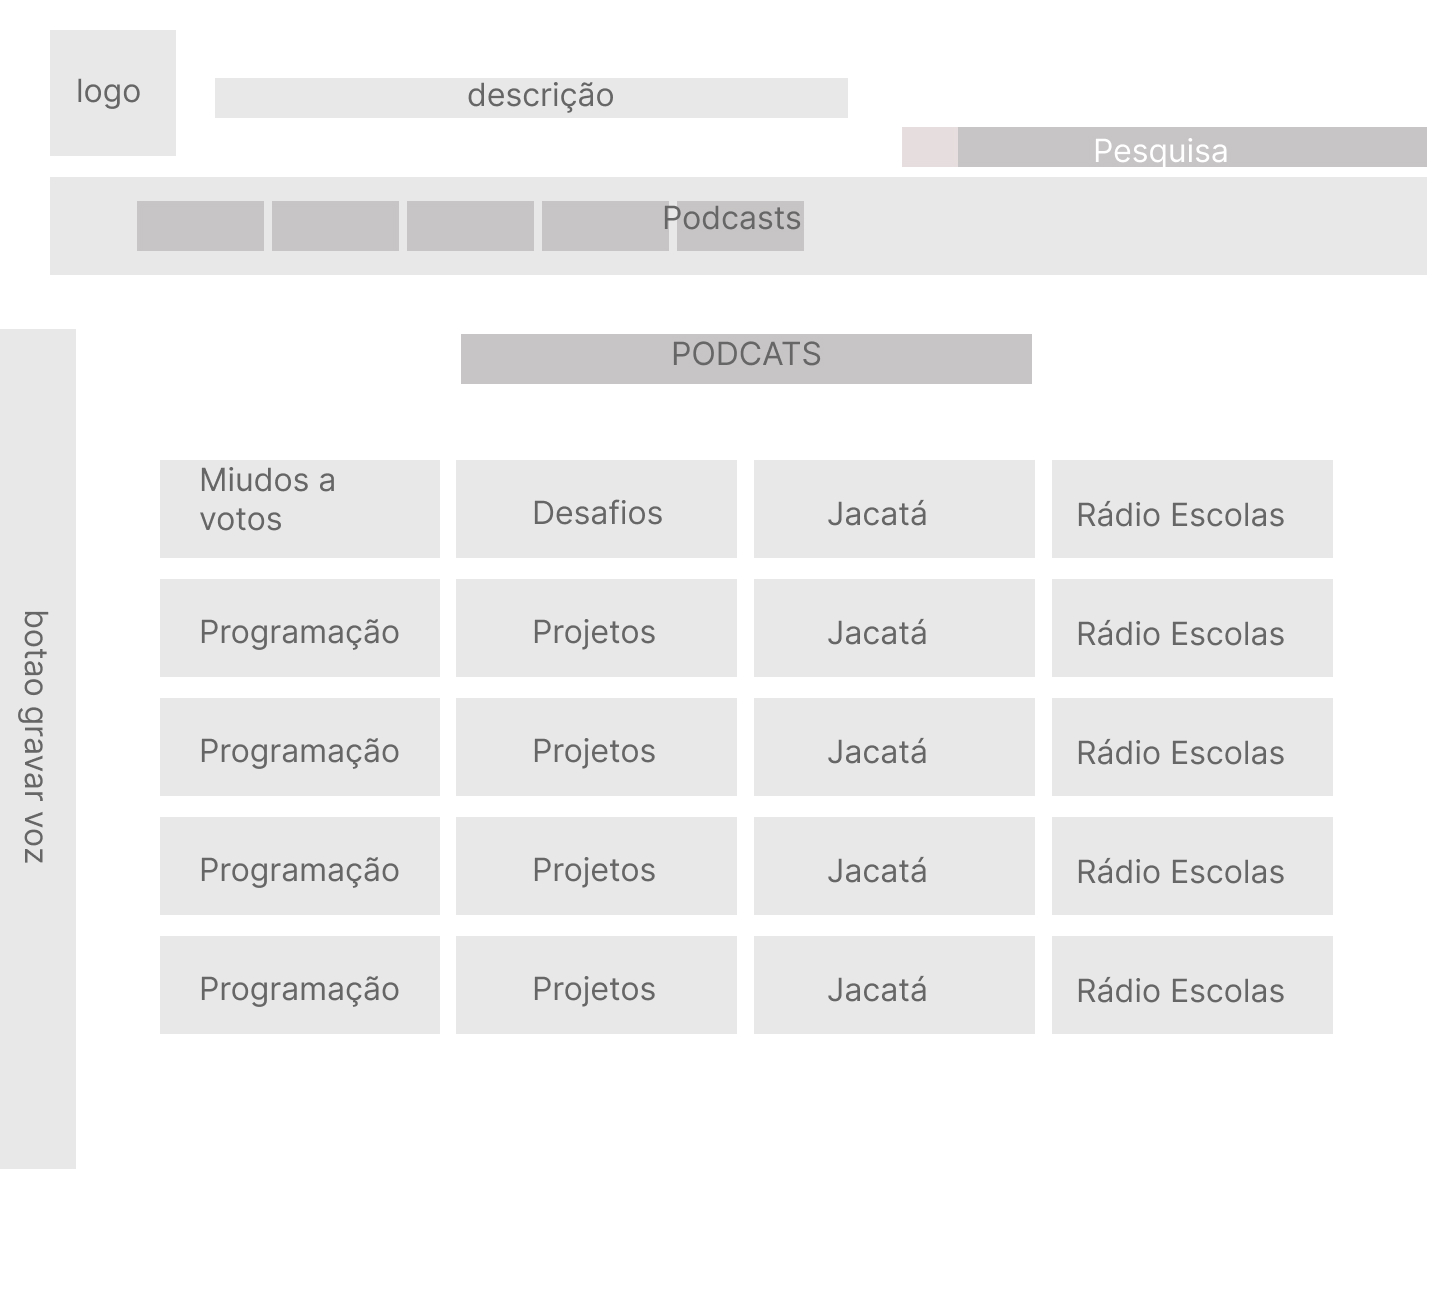 logo
descrição
Pesquisa
Podcasts
PODCATS
Miudos a
votos
Desafios
Jacatá
Rádio Escolas
Programação
Projetos
Jacatá
Rádio Escolas
Programação
Projetos
Jacatá
Rádio Escolas
Programação
Projetos
Jacatá
Rádio Escolas
Programação
Projetos
Jacatá
Rádio Escolas
botao gravar voz